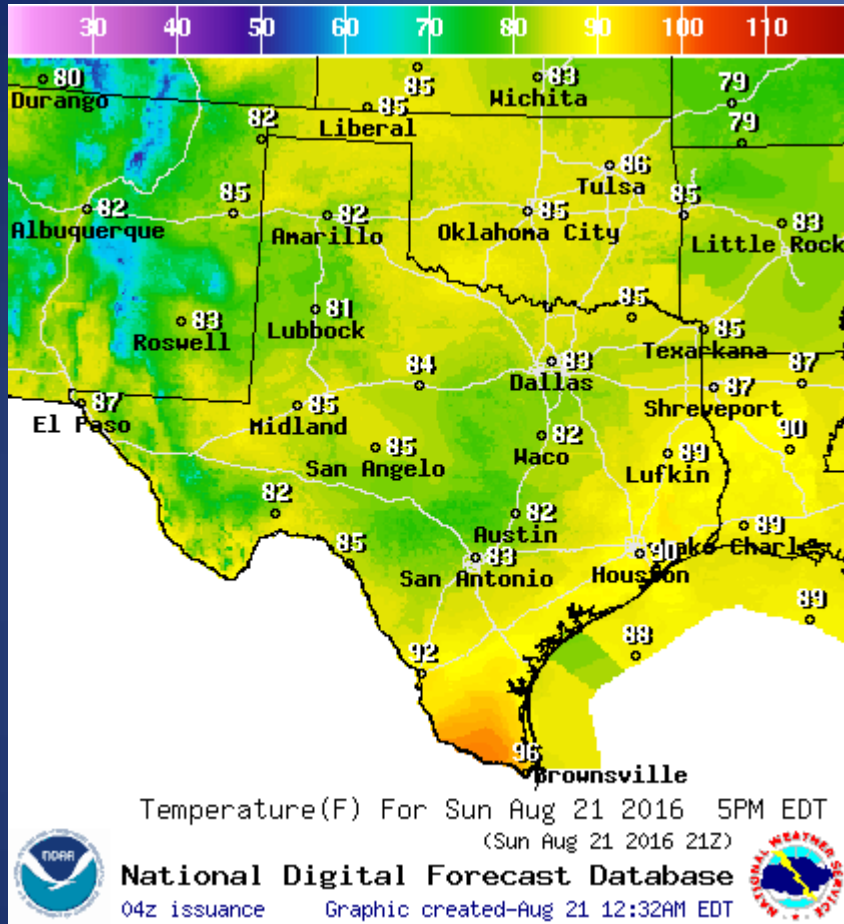 30 40 50 60 70 80 90 100 110
80 85 83 79
Durango Wichita
85
Liberal
82 79
86
Tulsa
82 85 82 85 85 83
Albuquerque Amarillo Oklahoma City Little Rock
83 81 85 85
Roswell Lubbock Texarkana
84 83 87 87
Dallas Shreveport
87 85
El Paso Midland
85 82 89 90
San Angelo Waco Lufkin
82 82 89
Austin Lake Charles
85 83 90
San Antonio Houston
89
92 88
96
Brownsville
Temperature(F) For Sun Aug 21 2016 5PM EDT
(Sun Aug 21 2016 21Z)
NOAA
National Digital Forecast Database
04z issuance Graphic created-Aug 21 12:32AM EDT
NATIONAL WEATHER SERVICE